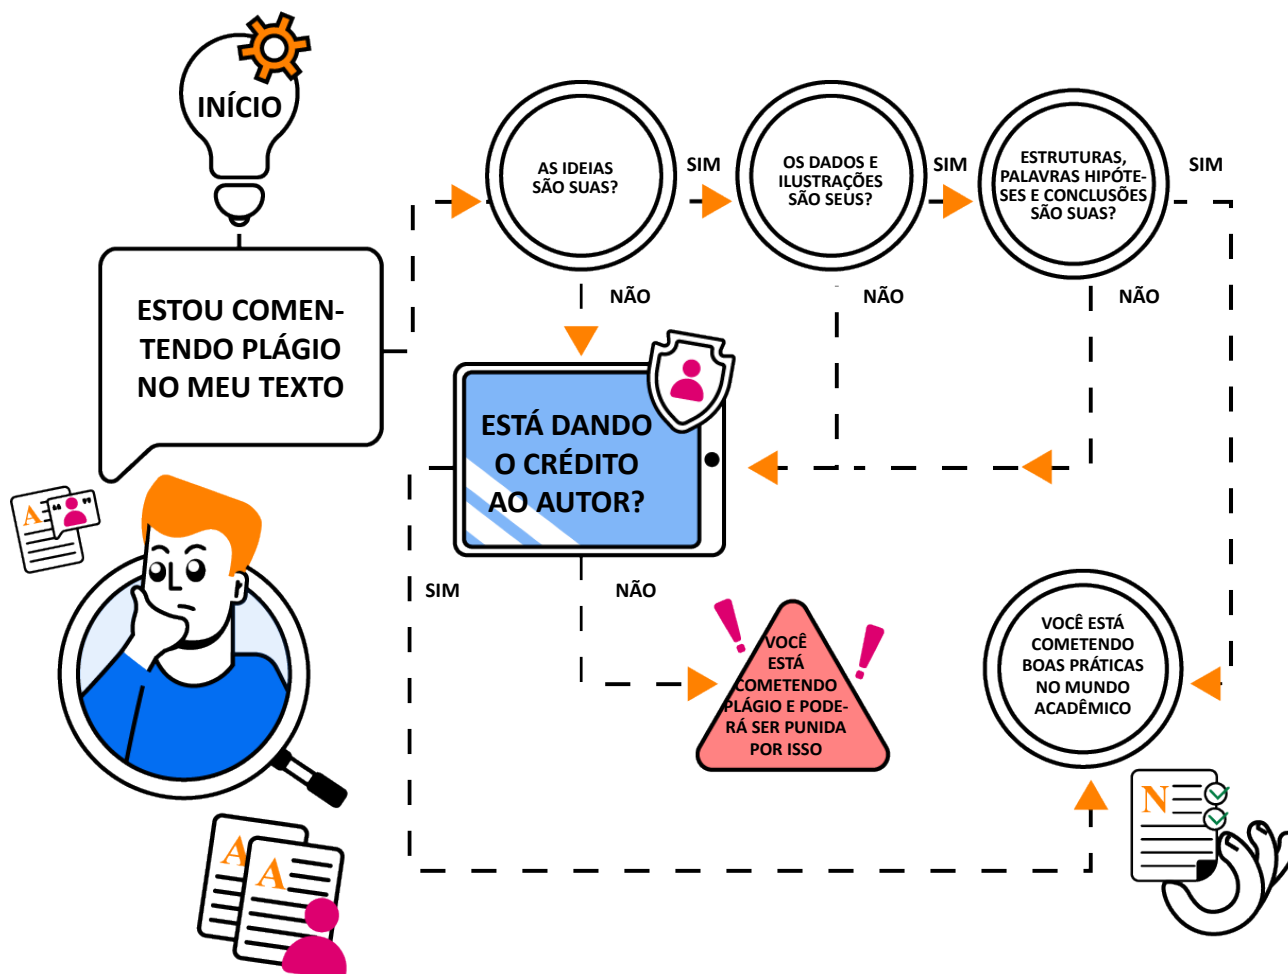 INÍCIO
ESTOU COMEN-
TENDO PLÁGIO
NO MEU TEXTO
AS IDEIAS
SÃO SUAS?
SIM
OS DADOS E
ILUSTRAÇÕES
SÃO SEUS?
SIM
ESTRUTURAS,
PALAVRAS HIPÓTE-
SES E CONCLUSÕES
SÃO SUAS?
SIM
NÃO
NÃO
NÃO
ESTÁ DANDO
O CRÉDITO
AO AUTOR?
SIM
NÃO
VOCÊ
ESTÁ
COMETENDO
PLÁGIO E PODE-
RÁ SER PUNIDA
POR ISSO
VOCÊ ESTÁ
COMETENDO
BOAS PRÁTICAS
NO MUNDO
ACADÊMICO
A
A
A
N